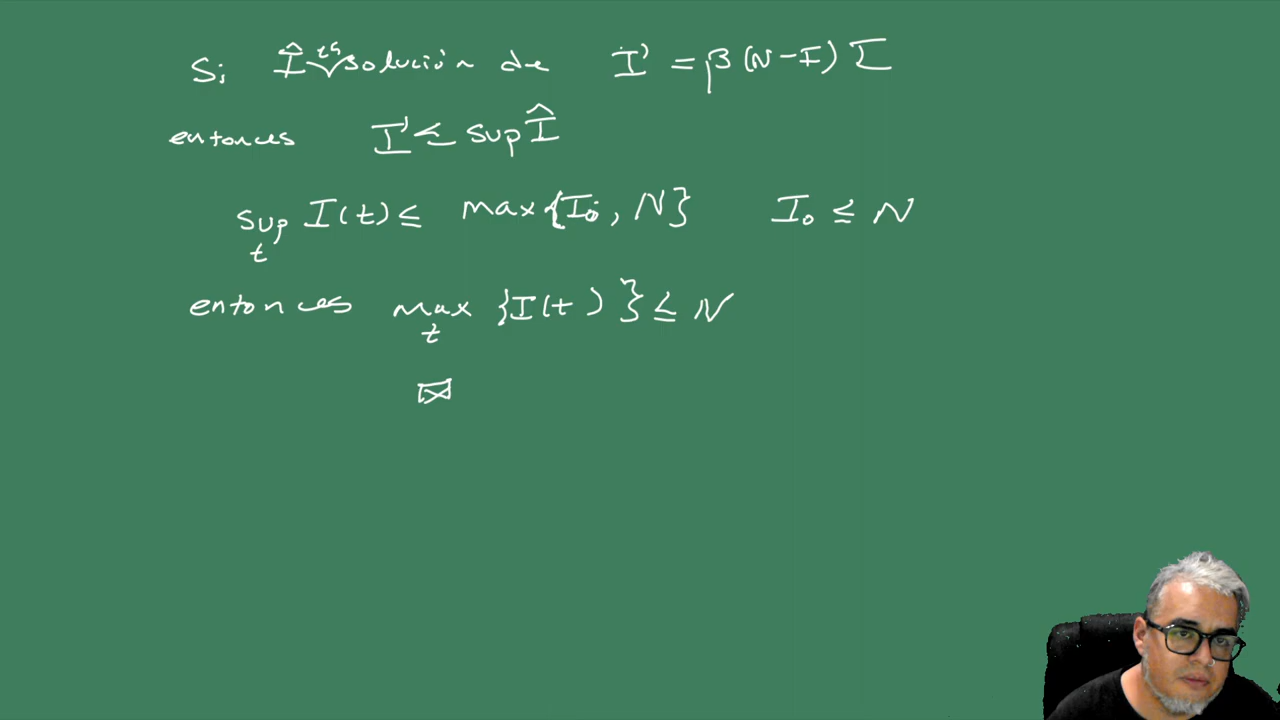 Si Î es solución de I' = β(N-I) I
entonces I' ≤ sup Î
sup I(t) ≤ max{I₀, N} I₀ ≤ N
t
entonces max {I(t)} ≤ N
t